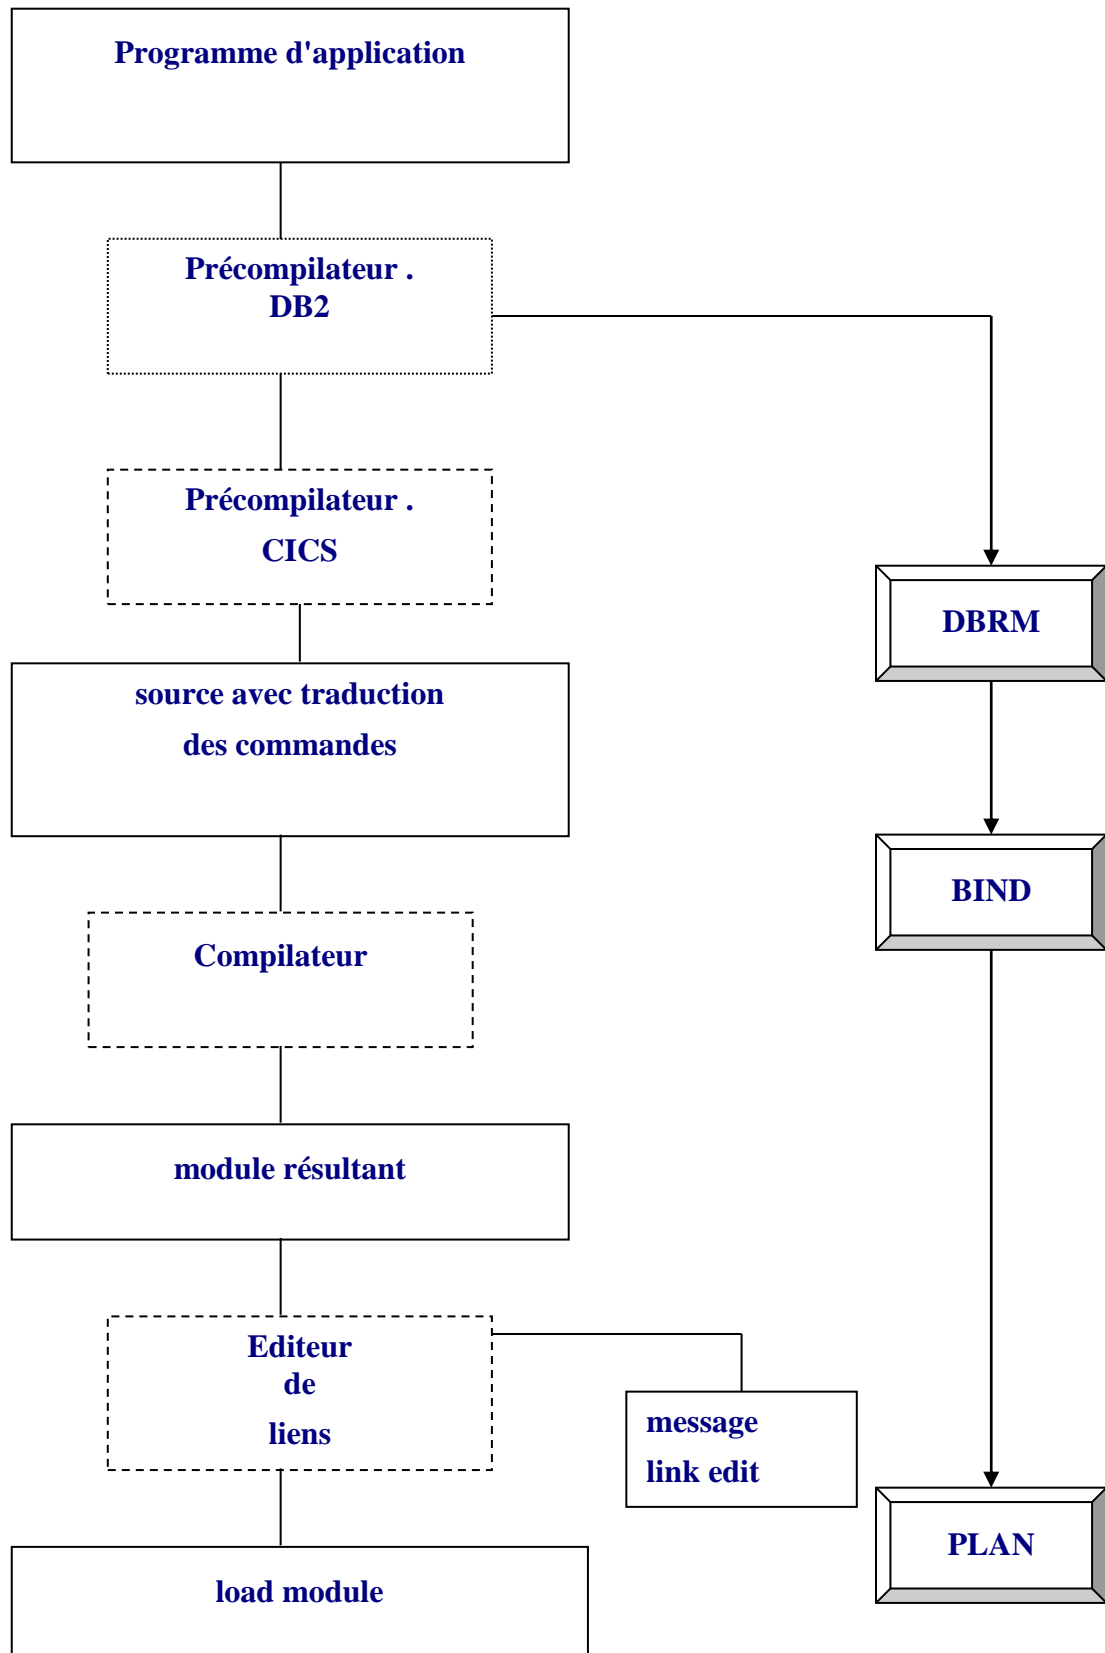 Programme d'application
Précompilateur .
DB2
Précompilateur .
CICS
DBRM
source avec traduction
des commandes
BIND
Compilateur
module résultant
Editeur
de
liens
message
link edit
PLAN
load module